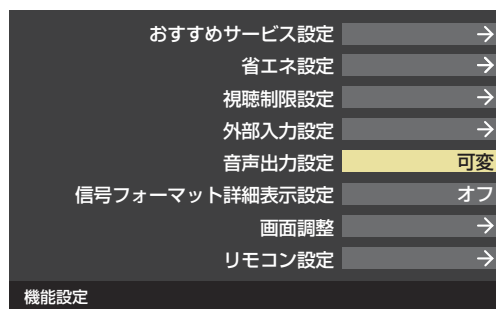 おすすめサービス設定 →
省エネ設定 →
視聴制限設定 →
外部入力設定 →
音声出力設定 可変
信号フォーマット詳細表示設定 オフ
画面調整 →
リモコン設定 →
機能設定